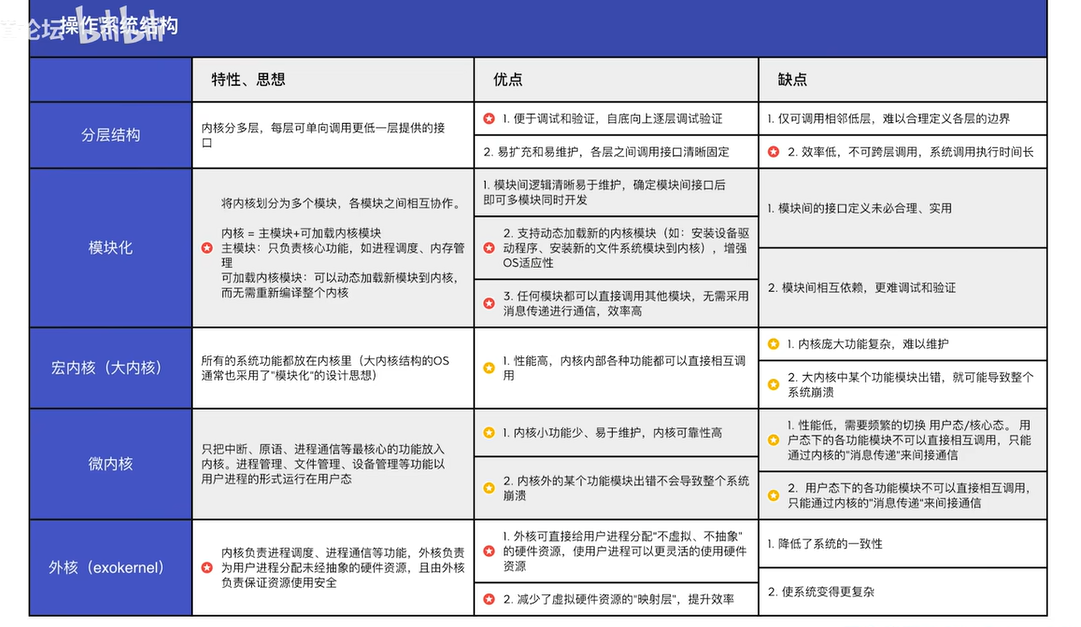 操作系统结构
论坛 bilibili
特性、思想
优点
缺点
分层结构
内核分多层，每层可单向调用更低一层提供的接
口
1. 便于调试和验证，自底向上逐层调试验证
2. 易扩充和易维护，各层之间调用接口清晰固定
1. 仅可调用相邻低层，难以合理定义各层的边界
2. 效率低，不可跨层调用，系统调用执行时间长
模块化
将内核划分为多个模块，各模块之间相互协作。
内核 = 主模块+可加载内核模块
主模块：只负责核心功能，如进程调度、内存管
理
可加载内核模块：可以动态加载新模块到内核，
而无需重新编译整个内核
1. 模块间逻辑清晰易于维护，确定模块间接口后
即可多模块同时开发
2. 支持动态加载新的内核模块（如：安装设备驱
动程序、安装新的文件系统模块到内核），增强
OS适应性
3. 任何模块都可以直接调用其他模块，无需采用
消息传递进行通信，效率高
1. 模块间的接口定义未必合理、实用
2. 模块间相互依赖，更难调试和验证
宏内核（大内核）
所有的系统功能都放在内核里（大内核结构的OS
通常也采用了"模块化"的设计思想）
1. 性能高，内核内部各种功能都可以直接相互调
用
1. 内核庞大功能复杂，难以维护
2. 大内核中某个功能模块出错，就可能导致整个
系统崩溃
微内核
只把中断、原语、进程通信等最核心的功能放入
内核。进程管理、文件管理、设备管理等功能以
用户进程的形式运行在用户态
1. 内核小功能少、易于维护，内核可靠性高
2. 内核外的某个功能模块出错不会导致整个系统
崩溃
1. 性能低，需要频繁的切换 用户态/核心态。 用
户态下的各功能模块不可以直接相互调用，只能
通过内核的"消息传递"来间接通信
2. 用户态下的各功能模块不可以直接相互调用，
只能通过内核的"消息传递"来间接通信
外核（exokernel）
内核负责进程调度、进程通信等功能，外核负责
为用户进程分配未经抽象的硬件资源，且由外核
负责保证资源使用安全
1. 外核可直接给用户进程分配"不虚拟、不抽象"
的硬件资源，使用户进程可以更灵活的使用硬件
资源
2. 减少了虚拟硬件资源的"映射层"，提升效率
1. 降低了系统的一致性
2. 使系统变得更复杂